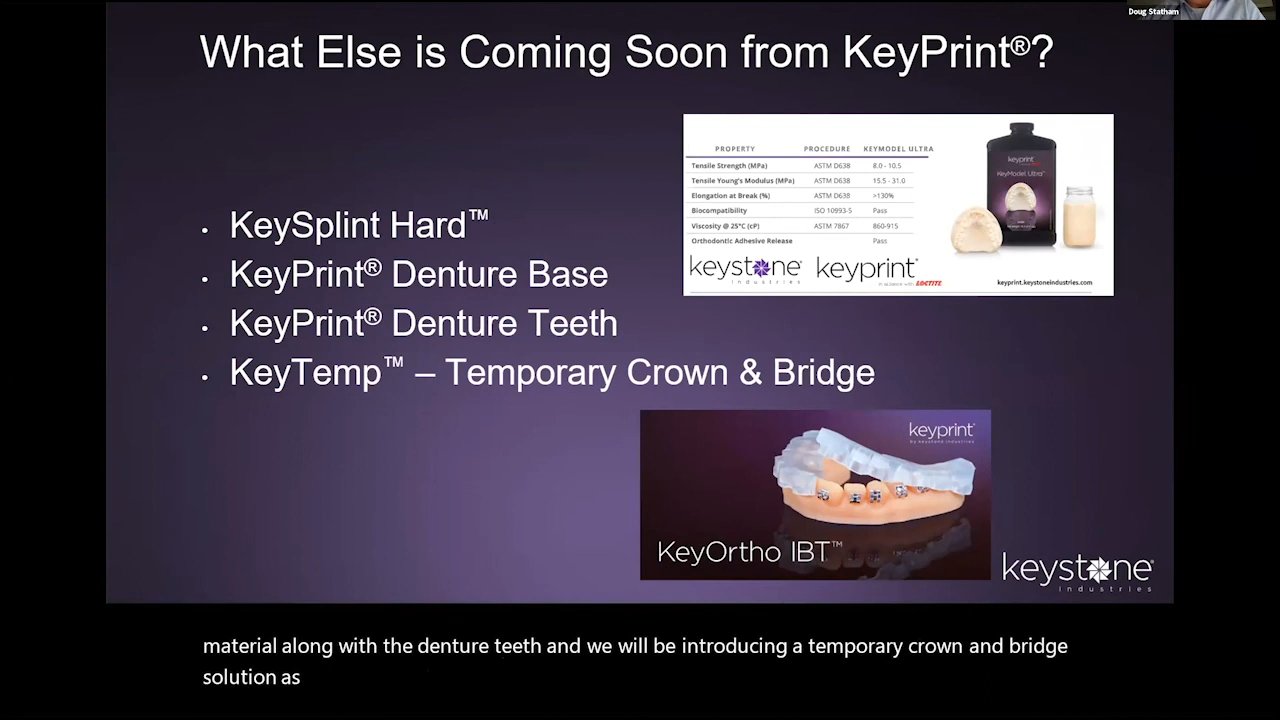 Doug Statham
What Else is Coming Soon from KeyPrint®?
PROPERTY PROCEDURE KEYMODEL ULTRA
Tensile Strength (MPa) ASTM D638 8.0 - 10.5
Tensile Young's Modulus (MPa) ASTM D638 15.5 - 31.0
Elongation at Break (%) ASTM D638 >130%
Biocompatibility ISO 10993-5 Pass
Viscosity @ 25°C (cP) ASTM 7867 860-915
Orthodontic Adhesive Release Pass
keystone® industries
keyprint®
in alliance with LOCTITE
keyprint
KeyModel Ultra™
keyprint.keystoneindustries.com
• KeySplint Hard™
• KeyPrint® Denture Base
• KeyPrint® Denture Teeth
• KeyTemp™ – Temporary Crown & Bridge
keyprint®
by keystone industries
KeyOrtho IBT™
keystone®
industries
material along with the denture teeth and we will be introducing a temporary crown and bridge
solution as